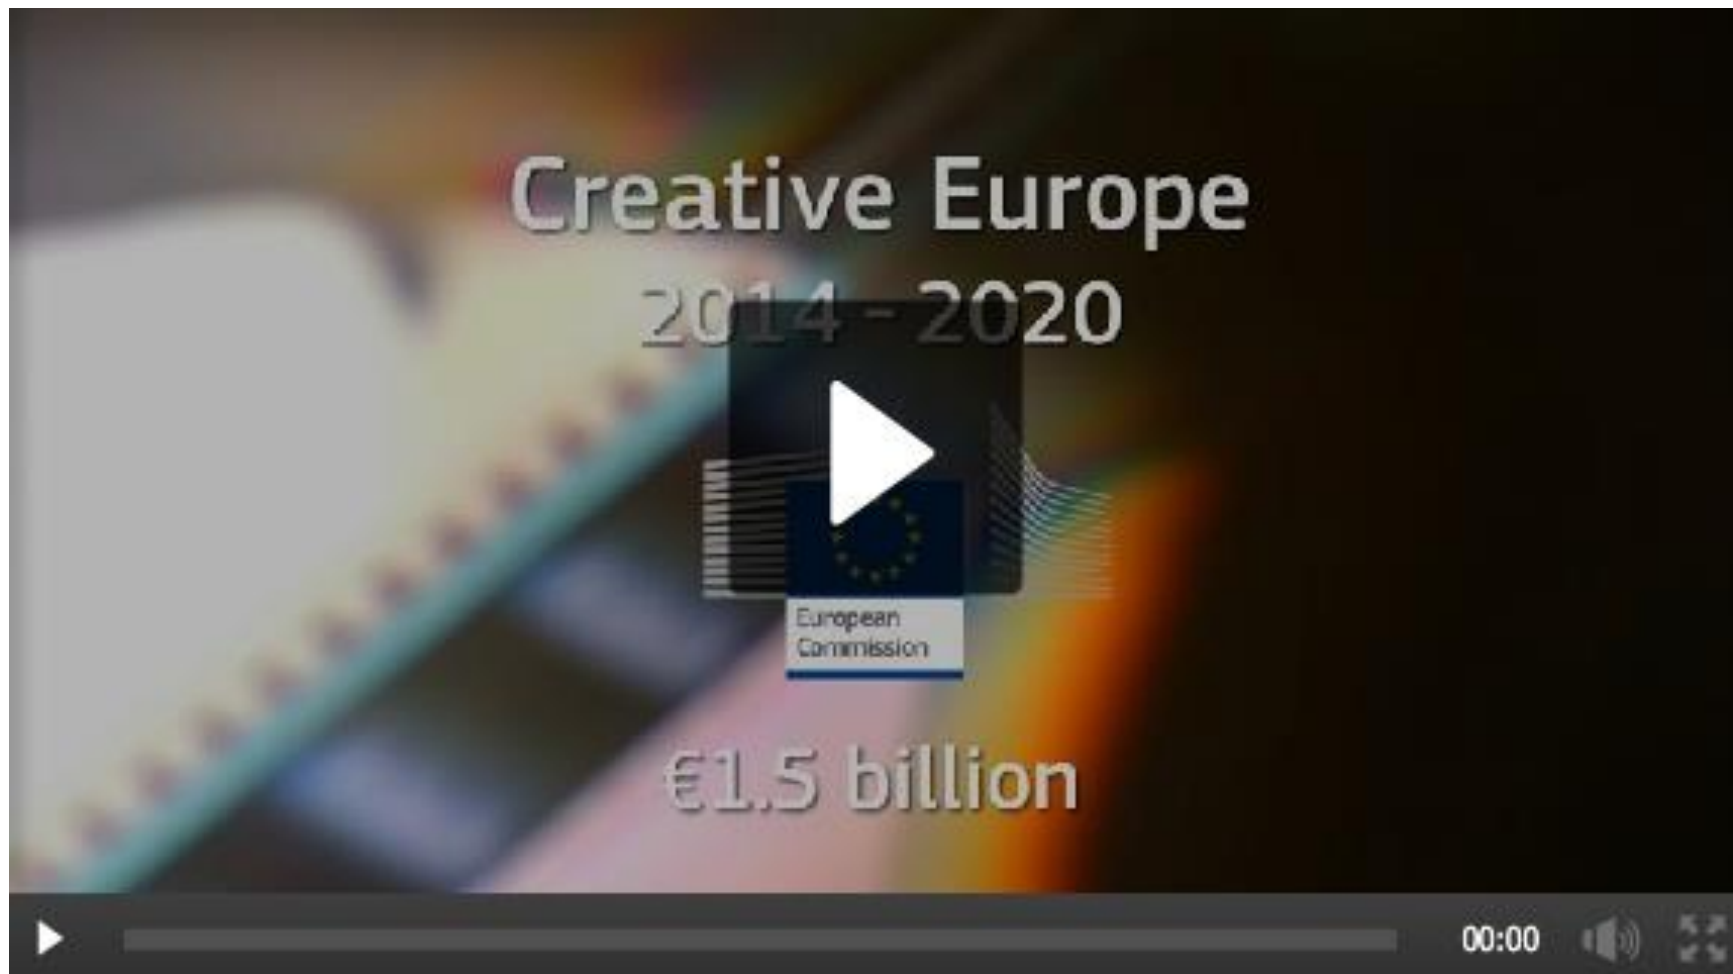 Creative Europe
2014 - 2020
European
Commission
€1.5 billion
00:00